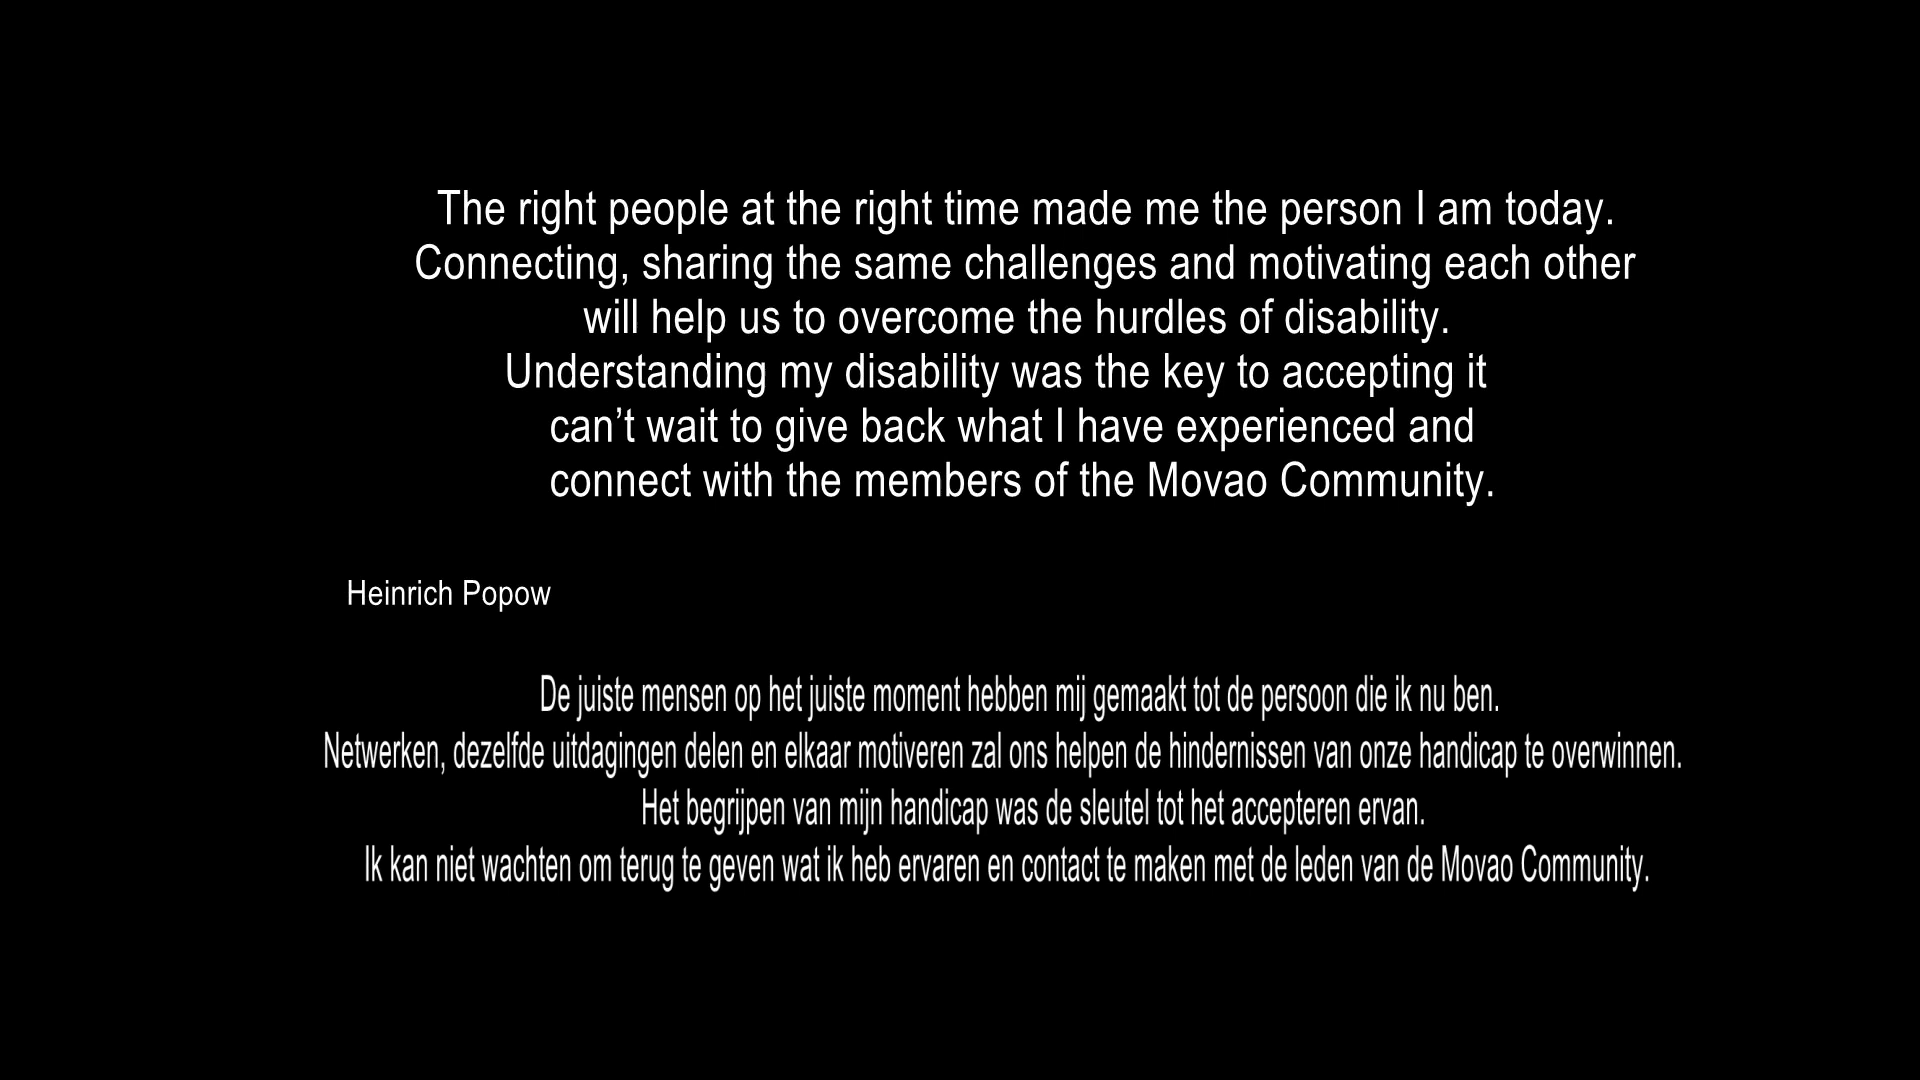 The right people at the right time made me the person I am today.
Connecting, sharing the same challenges and motivating each other
will help us to overcome the hurdles of disability.
Understanding my disability was the key to accepting it
can’t wait to give back what I have experienced and
connect with the members of the Movao Community.
Heinrich Popow
De juiste mensen op het juiste moment hebben mij gemaakt tot de persoon die ik nu ben.
Netwerken, dezelfde uitdagingen delen en elkaar motiveren zal ons helpen de hindernissen van onze handicap te overwinnen.
Het begrijpen van mijn handicap was de sleutel tot het accepteren ervan.
Ik kan niet wachten om terug te geven wat ik heb ervaren en contact te maken met de leden van de Movao Community.